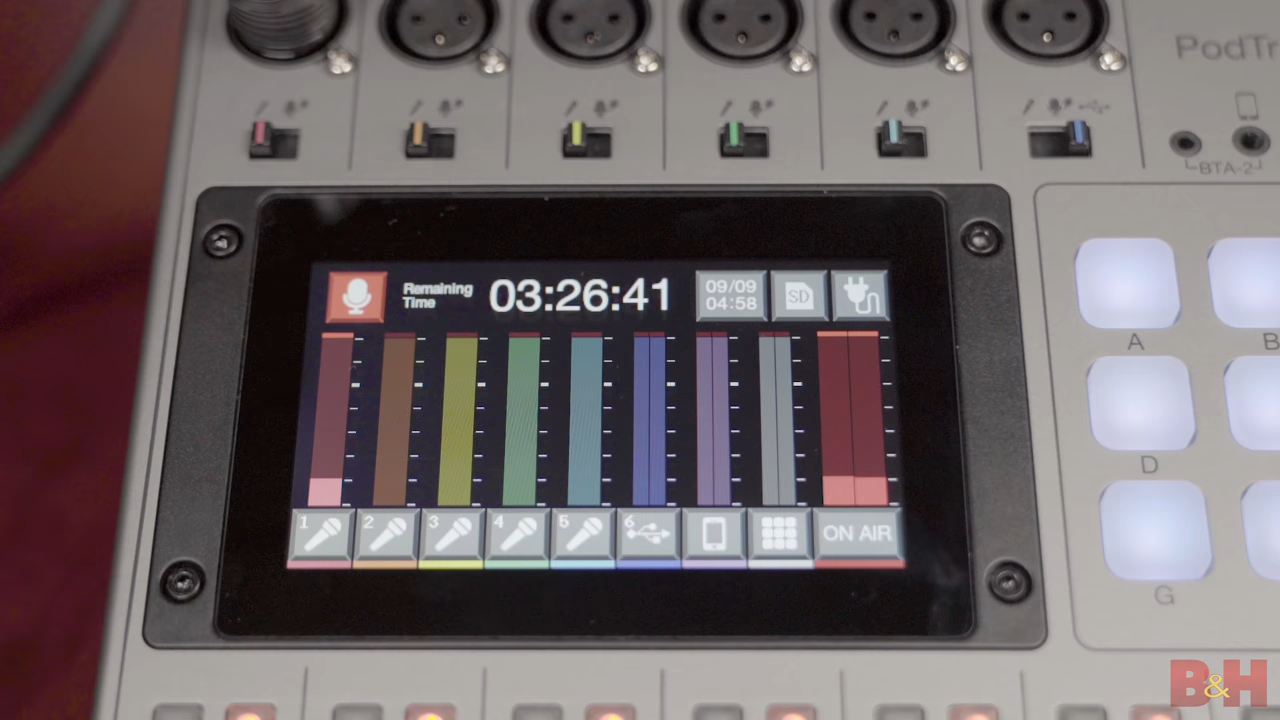 PodTr
BTA-2
Remaining
Time
03:26:41
09/09
04:58
SD
1
2
3
4
5
6
ON AIR
A
B
D
G
B&H